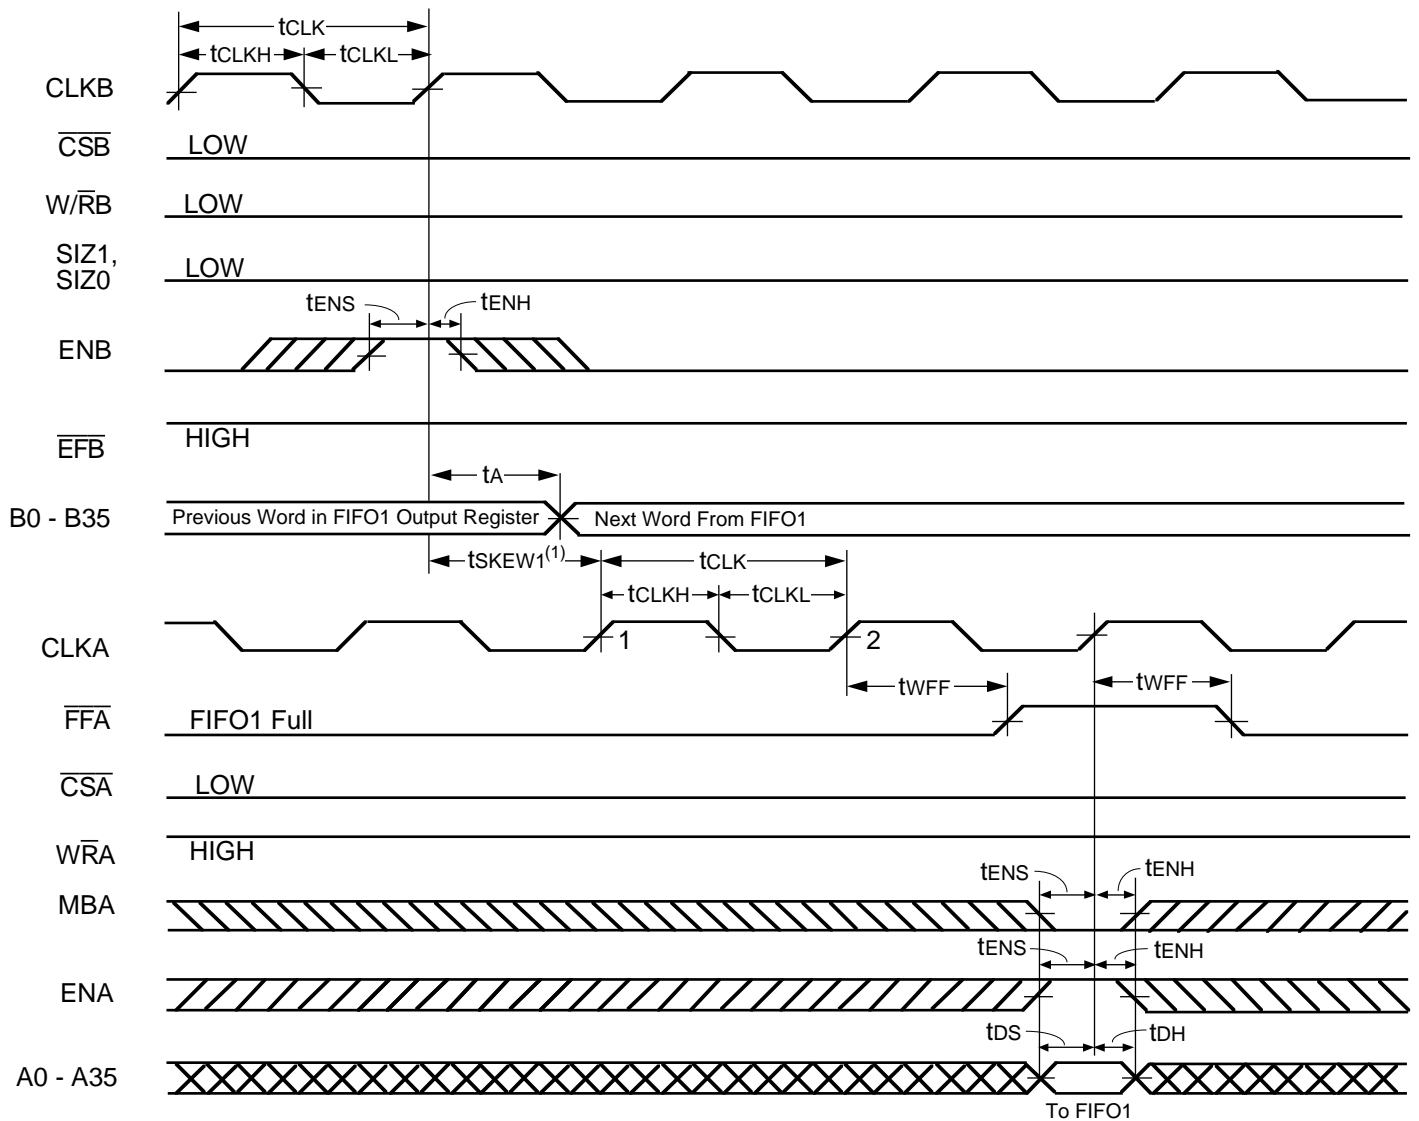 tCLK
tCLKH tCLKL
CLKB
CSB LOW
W/RB LOW
SIZ1,
SIZ0 LOW
tENS tENH
ENB
EFB HIGH
tA
B0 - B35 Previous Word in FIFO1 Output Register Next Word From FIFO1
tSKEW1(1) tCLK
tCLKH tCLKL
CLKA 1 2
tWFF tWFF
FFA FIFO1 Full
CSA LOW
WRA HIGH
tENS tENH
MBA
tENS tENH
ENA
tDS tDH
A0 - A35
To FIFO1